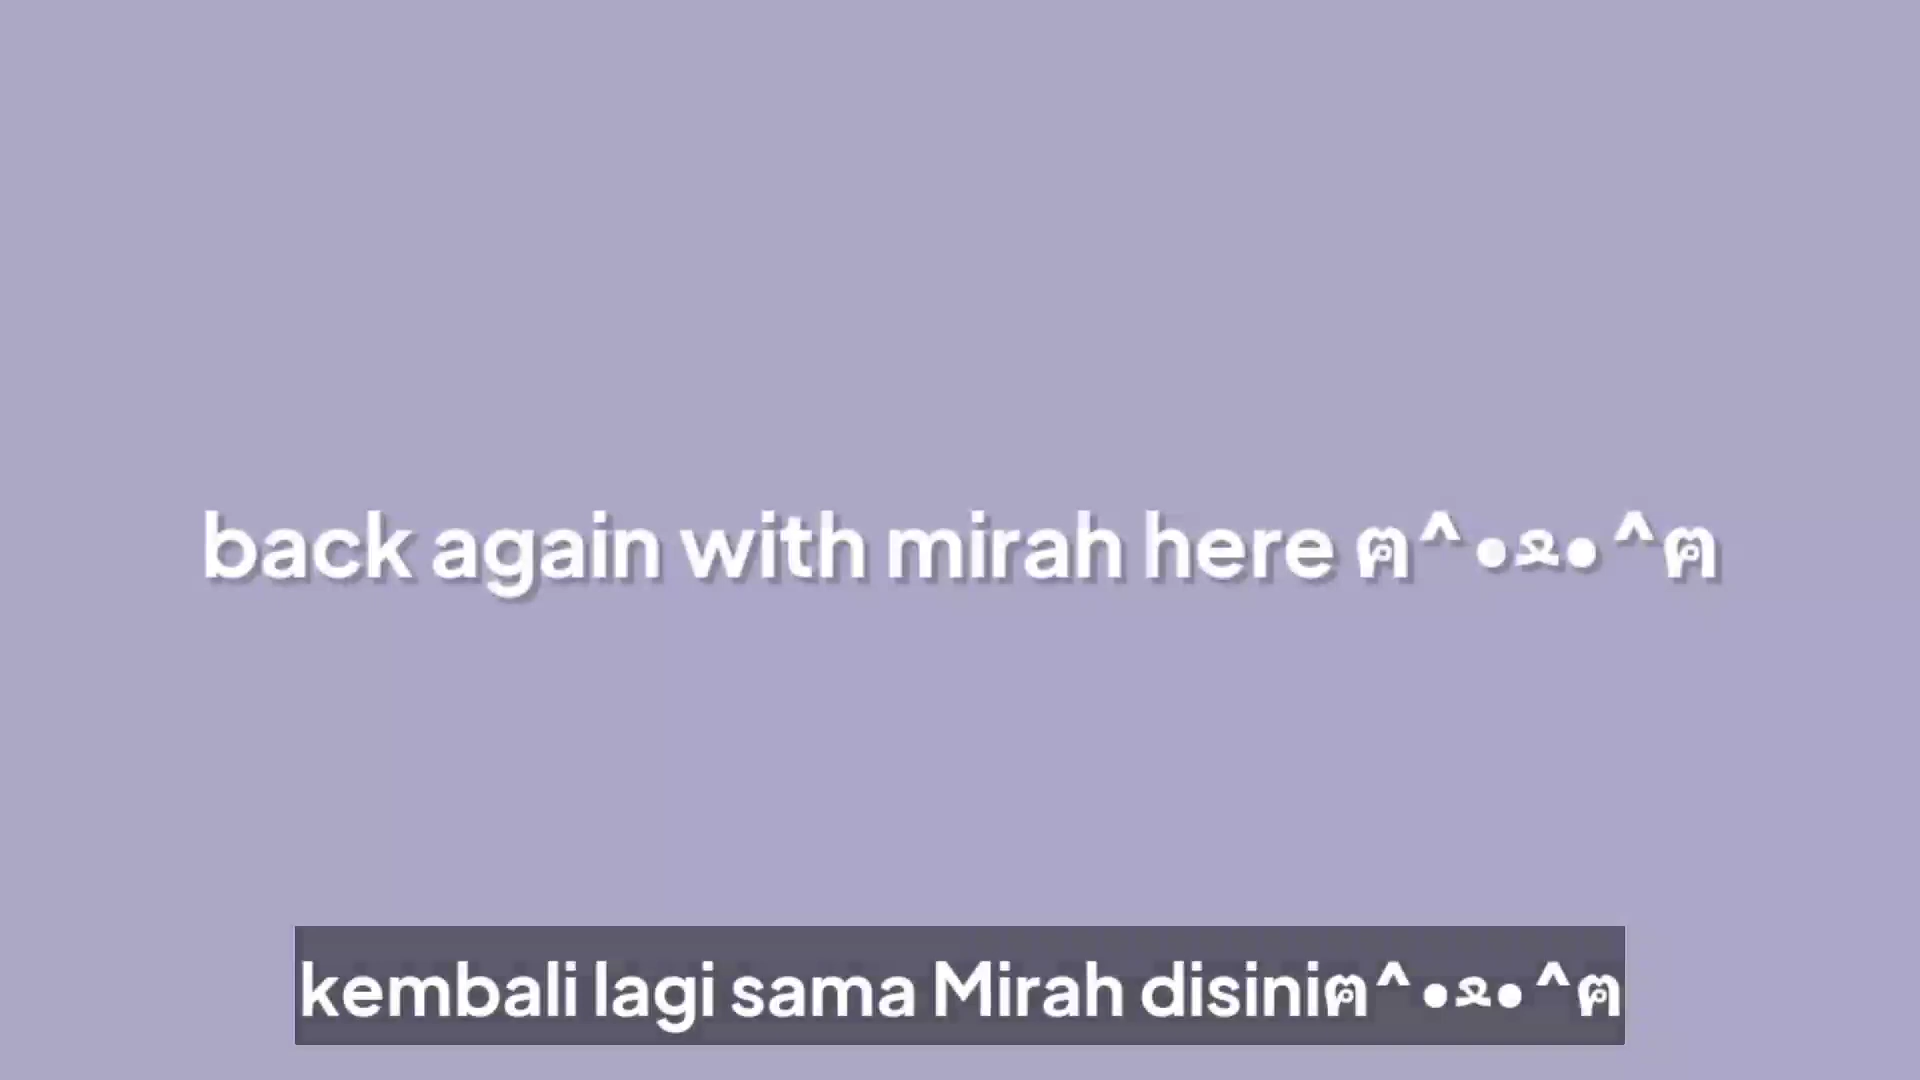 back again with mirah here ฅ^•ﻌ•^ฅ
kembali lagi sama Mirah disiniฅ^•ﻌ•^ฅ